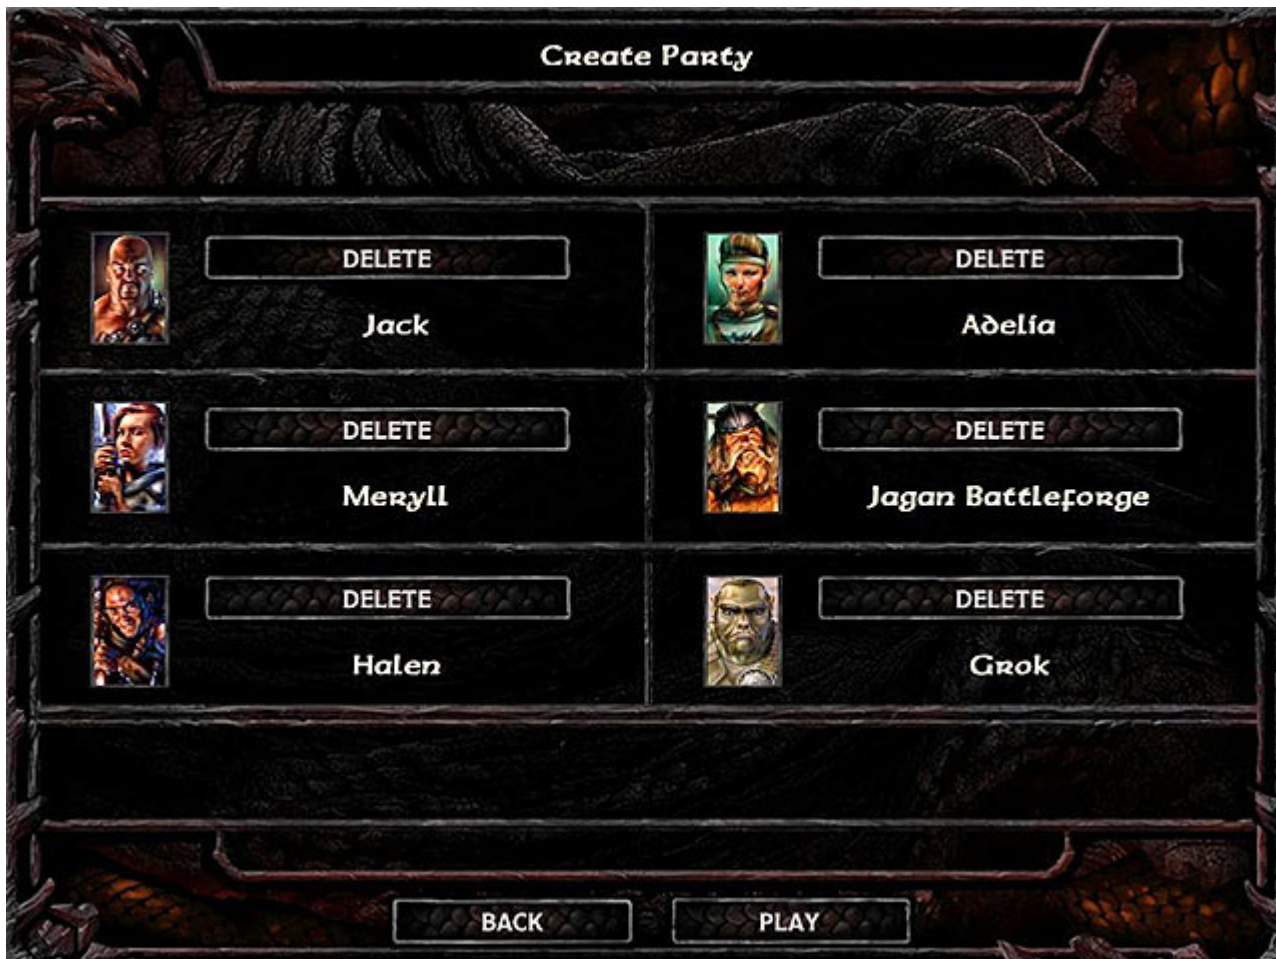 Create Party
DELETE
Jack
DELETE
Adelia
DELETE
Meryll
DELETE
Jagan Battleforge
DELETE
Halen
DELETE
Grok
BACK
PLAY